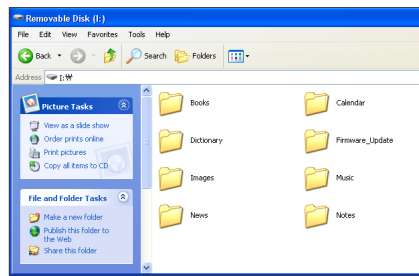 Removable Disk (I:)
File Edit View Favorites Tools Help
Back Search Folders
Address I:₩
Picture Tasks
View as a slide show
Order prints online
Print pictures
Copy all items to CD
File and Folder Tasks
Make a new folder
Publish this folder to
the Web
Share this folder
Books Calendar
Dictionary Firmware_Update
Images Music
News Notes